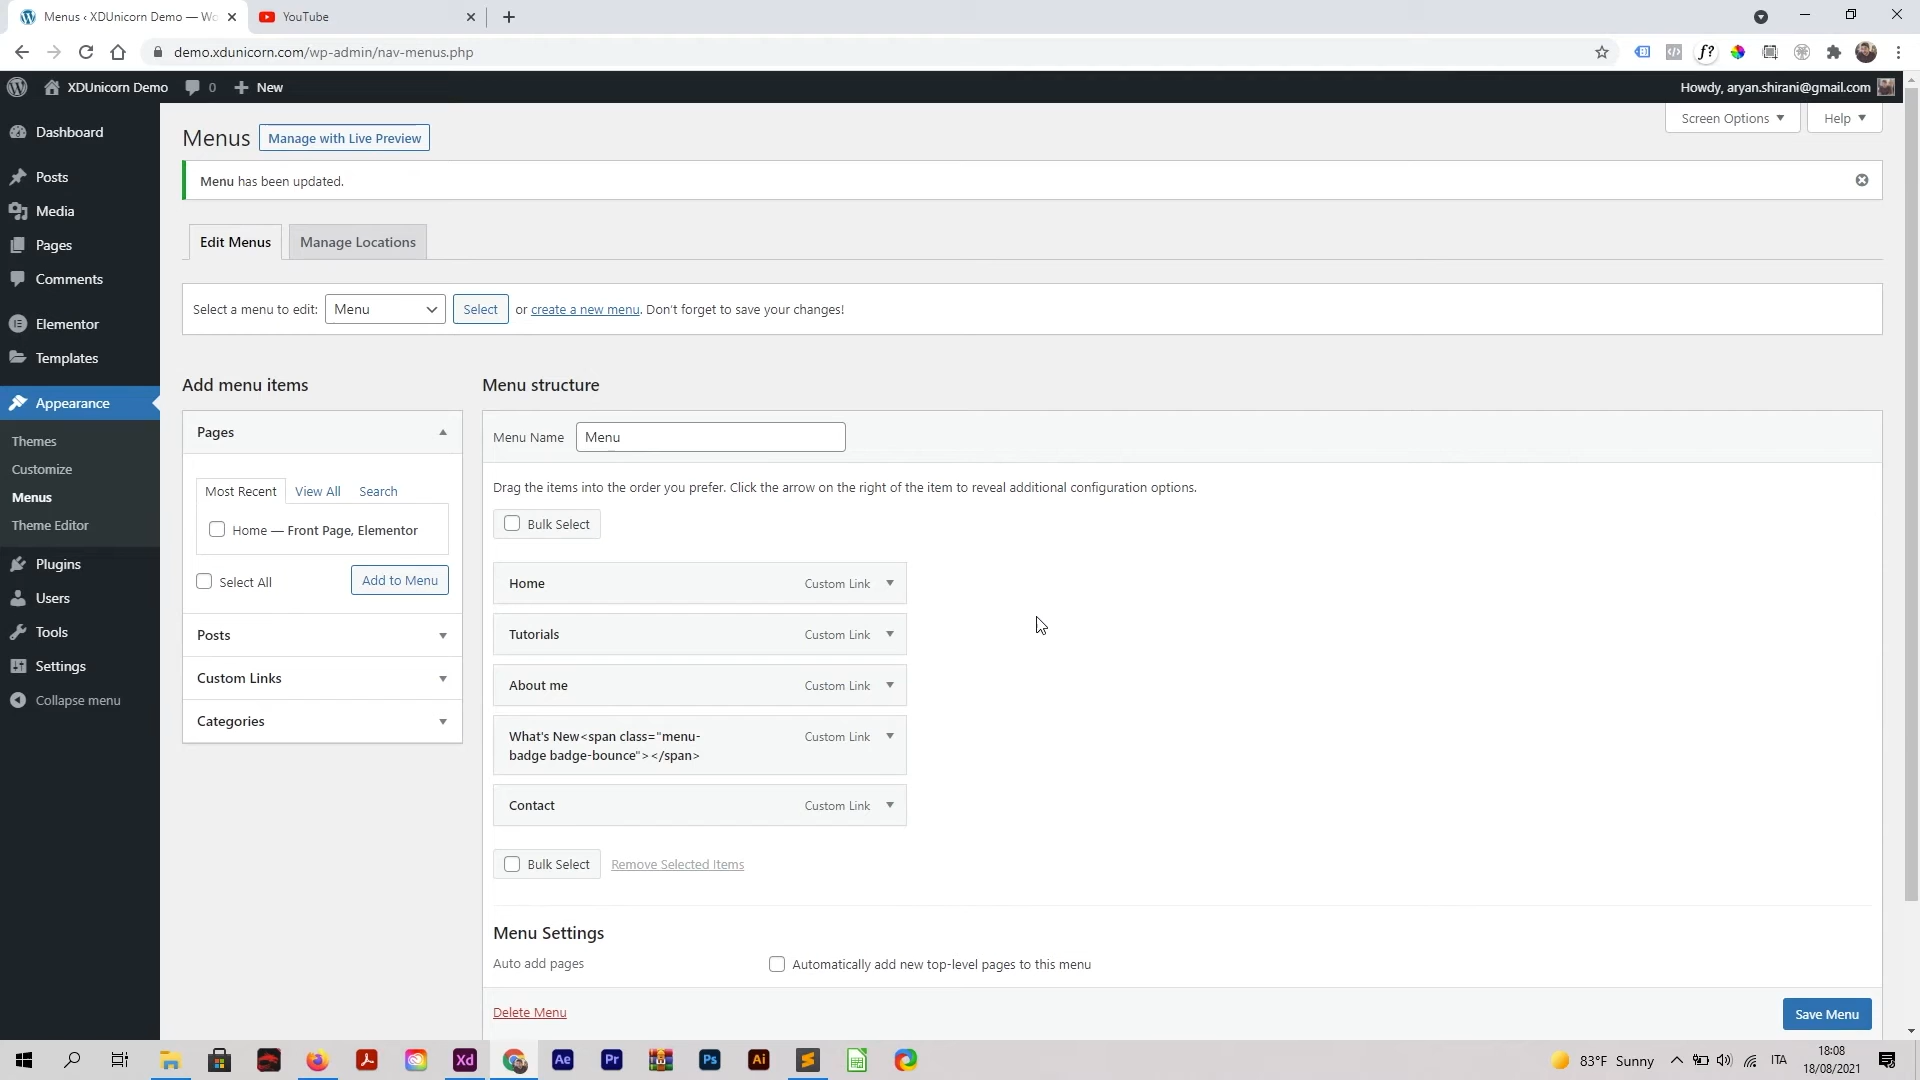 Menus ‹ XDUnicorn Demo — Wo
YouTube
demo.xdunicorn.com/wp-admin/nav-menus.php
f?
XDUnicorn Demo
0
New
Howdy, aryan.shirani@gmail.com
Screen Options
Help
Menus
Manage with Live Preview
Menu has been updated.
Edit Menus
Manage Locations
Select a menu to edit:
Menu
Select
or create a new menu. Don't forget to save your changes!
Dashboard
Posts
Media
Pages
Comments
Elementor
Templates
Appearance
Themes
Customize
Menus
Theme Editor
Plugins
Users
Tools
Settings
Collapse menu
Add menu items
Pages
Most Recent
View All
Search
Home — Front Page, Elementor
Select All
Add to Menu
Posts
Custom Links
Categories
Menu structure
Menu Name
Menu
Drag the items into the order you prefer. Click the arrow on the right of the item to reveal additional configuration options.
Bulk Select
Home
Custom Link
Tutorials
Custom Link
About me
Custom Link
What's New<span class="menu-
badge badge-bounce"></span>
Custom Link
Contact
Custom Link
Bulk Select
Remove Selected Items
Menu Settings
Auto add pages
Automatically add new top-level pages to this menu
Delete Menu
Save Menu
Xd
Ae
Pr
Ps
Ai
83°F Sunny
ITA
18:08
18/08/2021